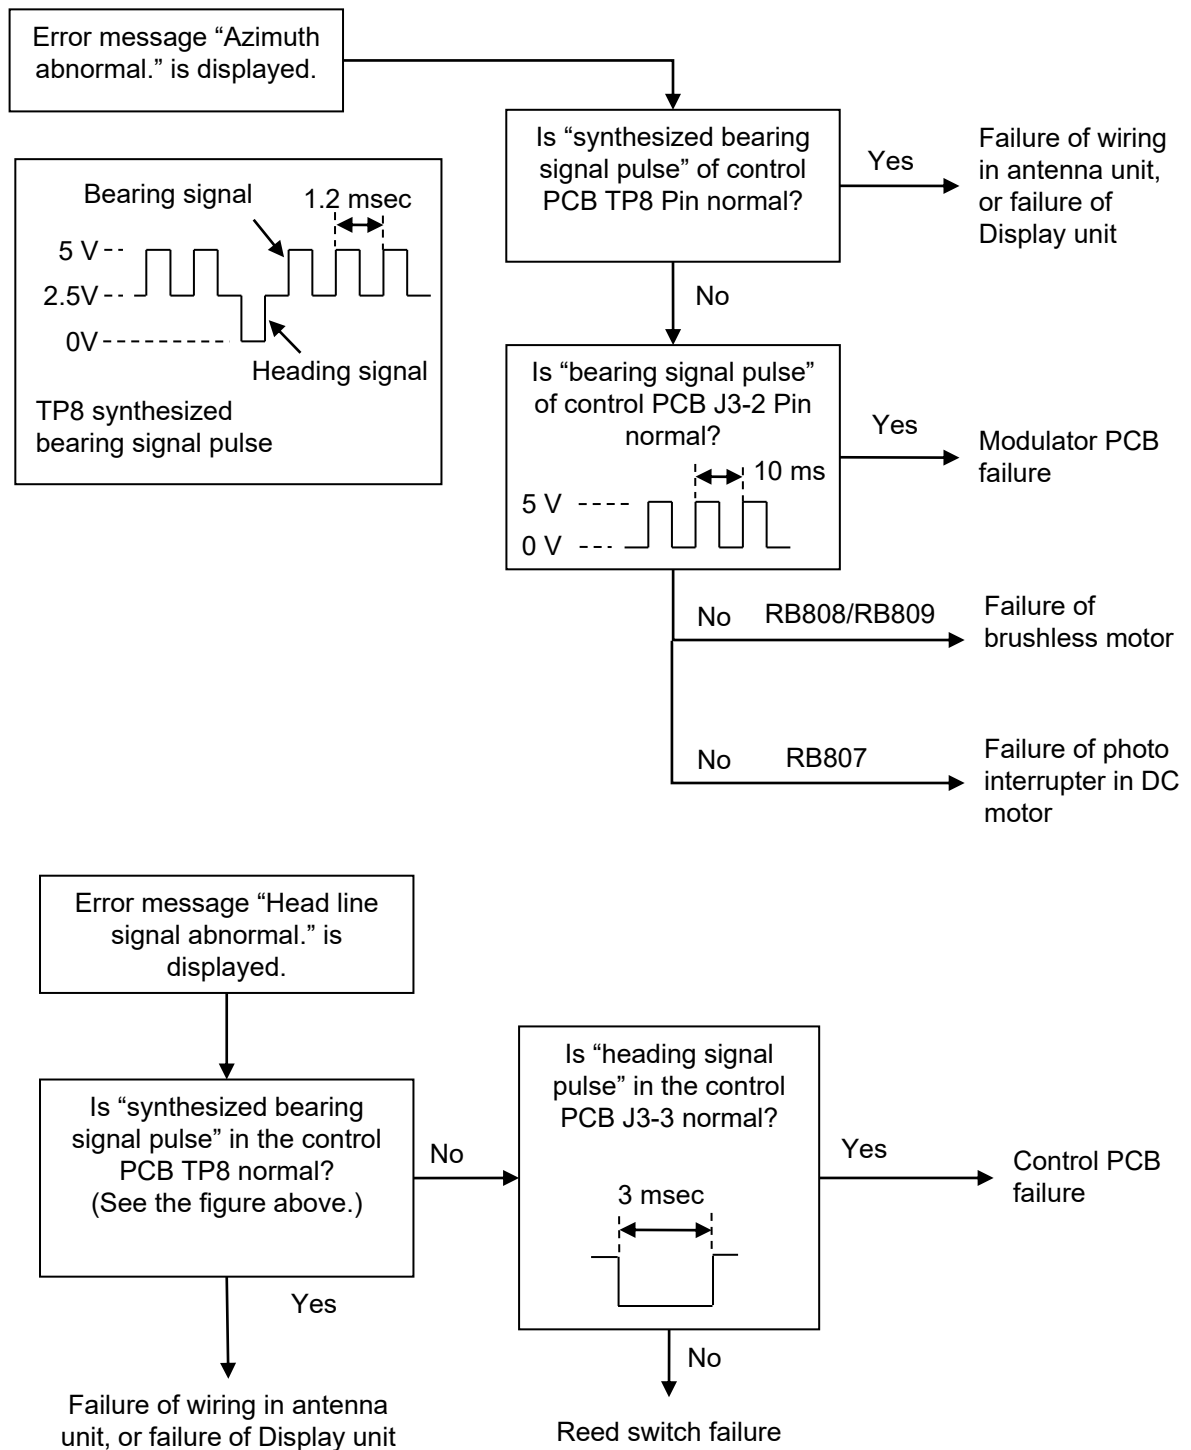 Error message “Azimuth
abnormal.” is displayed.
Is “synthesized bearing
signal pulse” of control
PCB TP8 Pin normal?
Yes
Failure of wiring
in antenna unit,
or failure of
Display unit
No
Bearing signal
1.2 msec
5 V
2.5V
0V
Heading signal
TP8 synthesized
bearing signal pulse
Is “bearing signal pulse”
of control PCB J3-2 Pin
normal?
10 ms
5 V
0 V
Yes
Modulator PCB
failure
No RB808/RB809
Failure of
brushless motor
No RB807
Failure of photo
interrupter in DC
motor
Error message “Head line
signal abnormal.” is
displayed.
Is “synthesized bearing
signal pulse” in the control
PCB TP8 normal?
(See the figure above.)
No
Is “heading signal
pulse” in the control
PCB J3-3 normal?
3 msec
Yes
Control PCB
failure
Yes
Failure of wiring in antenna
unit, or failure of Display unit
No
Reed switch failure